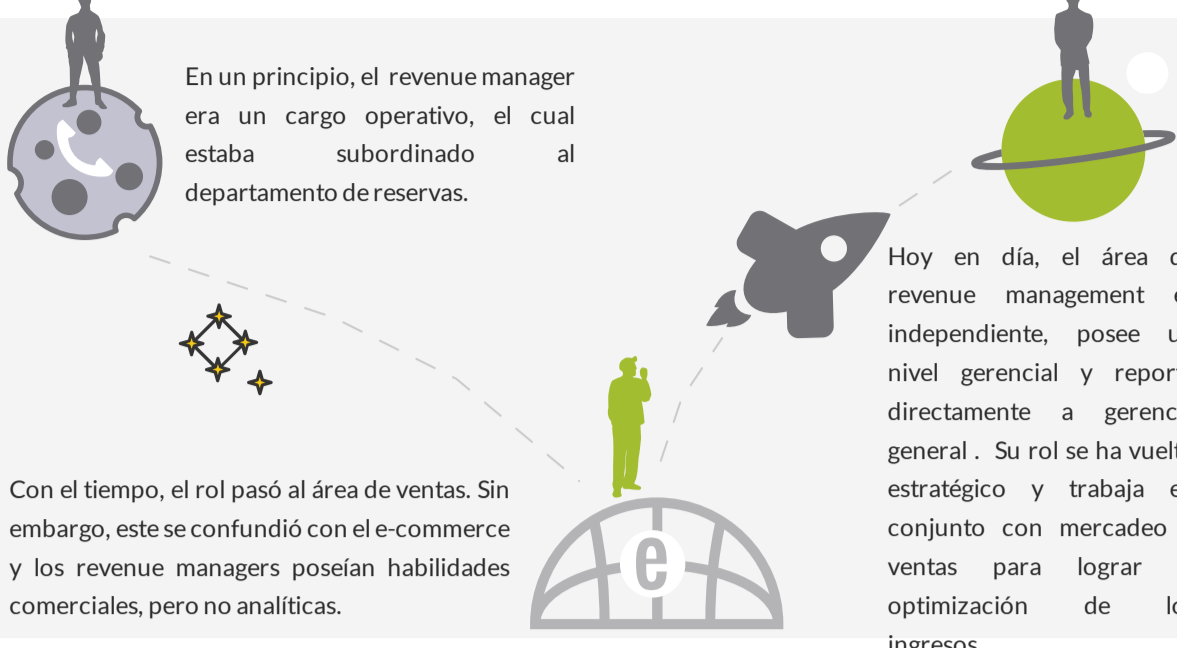 En un principio, el revenue manager
era un cargo operativo, el cual
estaba subordinado al
departamento de reservas.
Con el tiempo, el rol pasó al área de ventas. Sin
embargo, este se confundió con el e-commerce
y los revenue managers poseían habilidades
comerciales, pero no analíticas.
e
Hoy en día, el área
revenue management
independiente, posee
nivel gerencial y
directamente a
general . Su rol se ha
estratégico y trabaja
conjunto con mercadeo
ventas para lograr
optimización de
ingresos